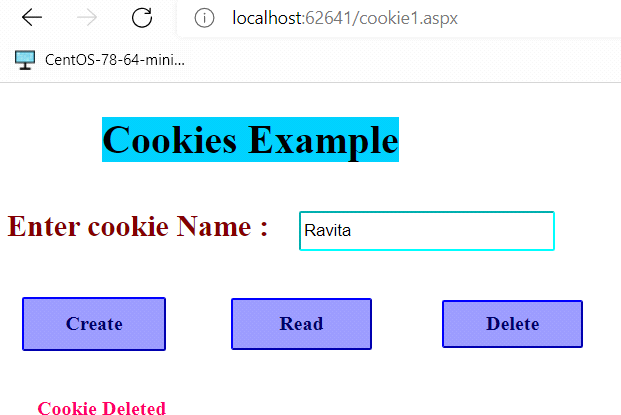 localhost:62641/cookie1.aspx
CentOS-78-64-mini...
Cookies Example
Enter cookie Name : Ravita
Create Read Delete
Cookie Deleted